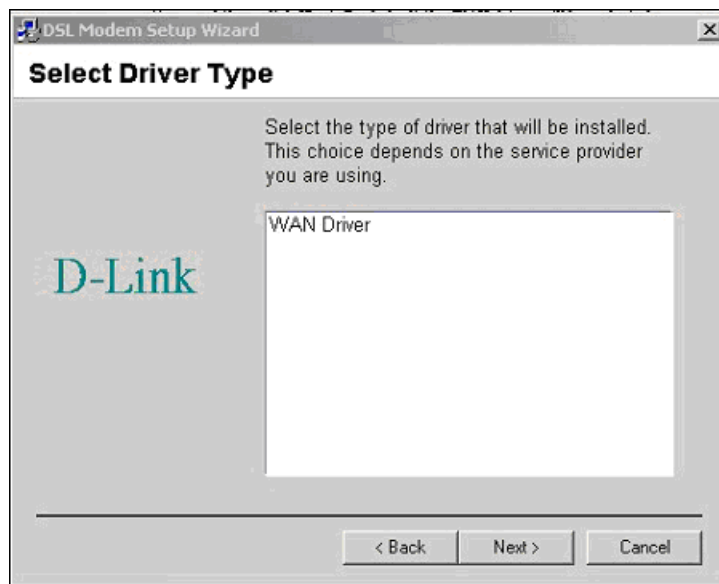 DSL Modem Setup Wizard
Select Driver Type
Select the type of driver that will be installed.
This choice depends on the service provider
you are using.
WAN Driver
D-Link
< Back
Next >
Cancel